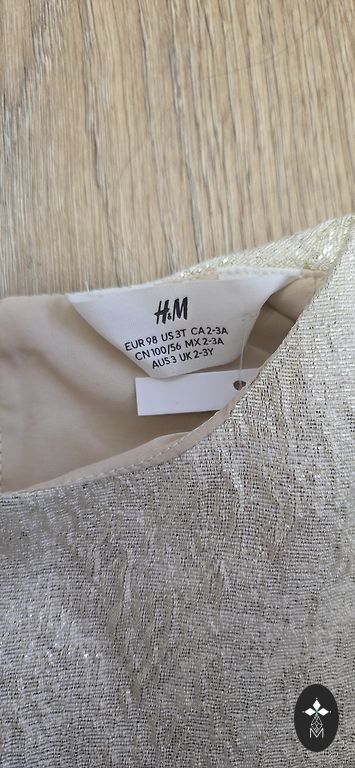 H&M
EUR 98 US 3T CA 2-3A
CN 100/56 MX 2-3A
AUS 3 UK 2-3Y
M